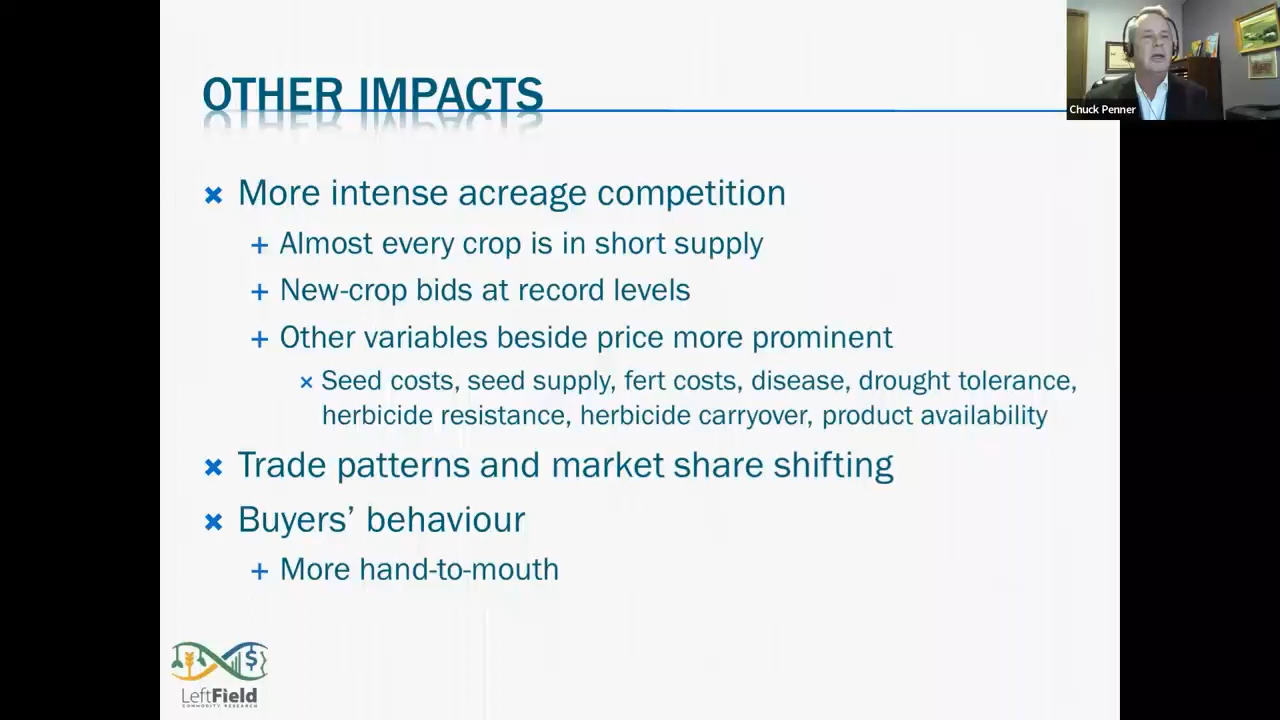 OTHER IMPACTS
Chuck Penner
More intense acreage competition
Almost every crop is in short supply
New-crop bids at record levels
Other variables beside price more prominent
Seed costs, seed supply, fert costs, disease, drought tolerance,
herbicide resistance, herbicide carryover, product availability
Trade patterns and market share shifting
Buyers’ behaviour
More hand-to-mouth
LeftField
COMMODITY RESEARCH